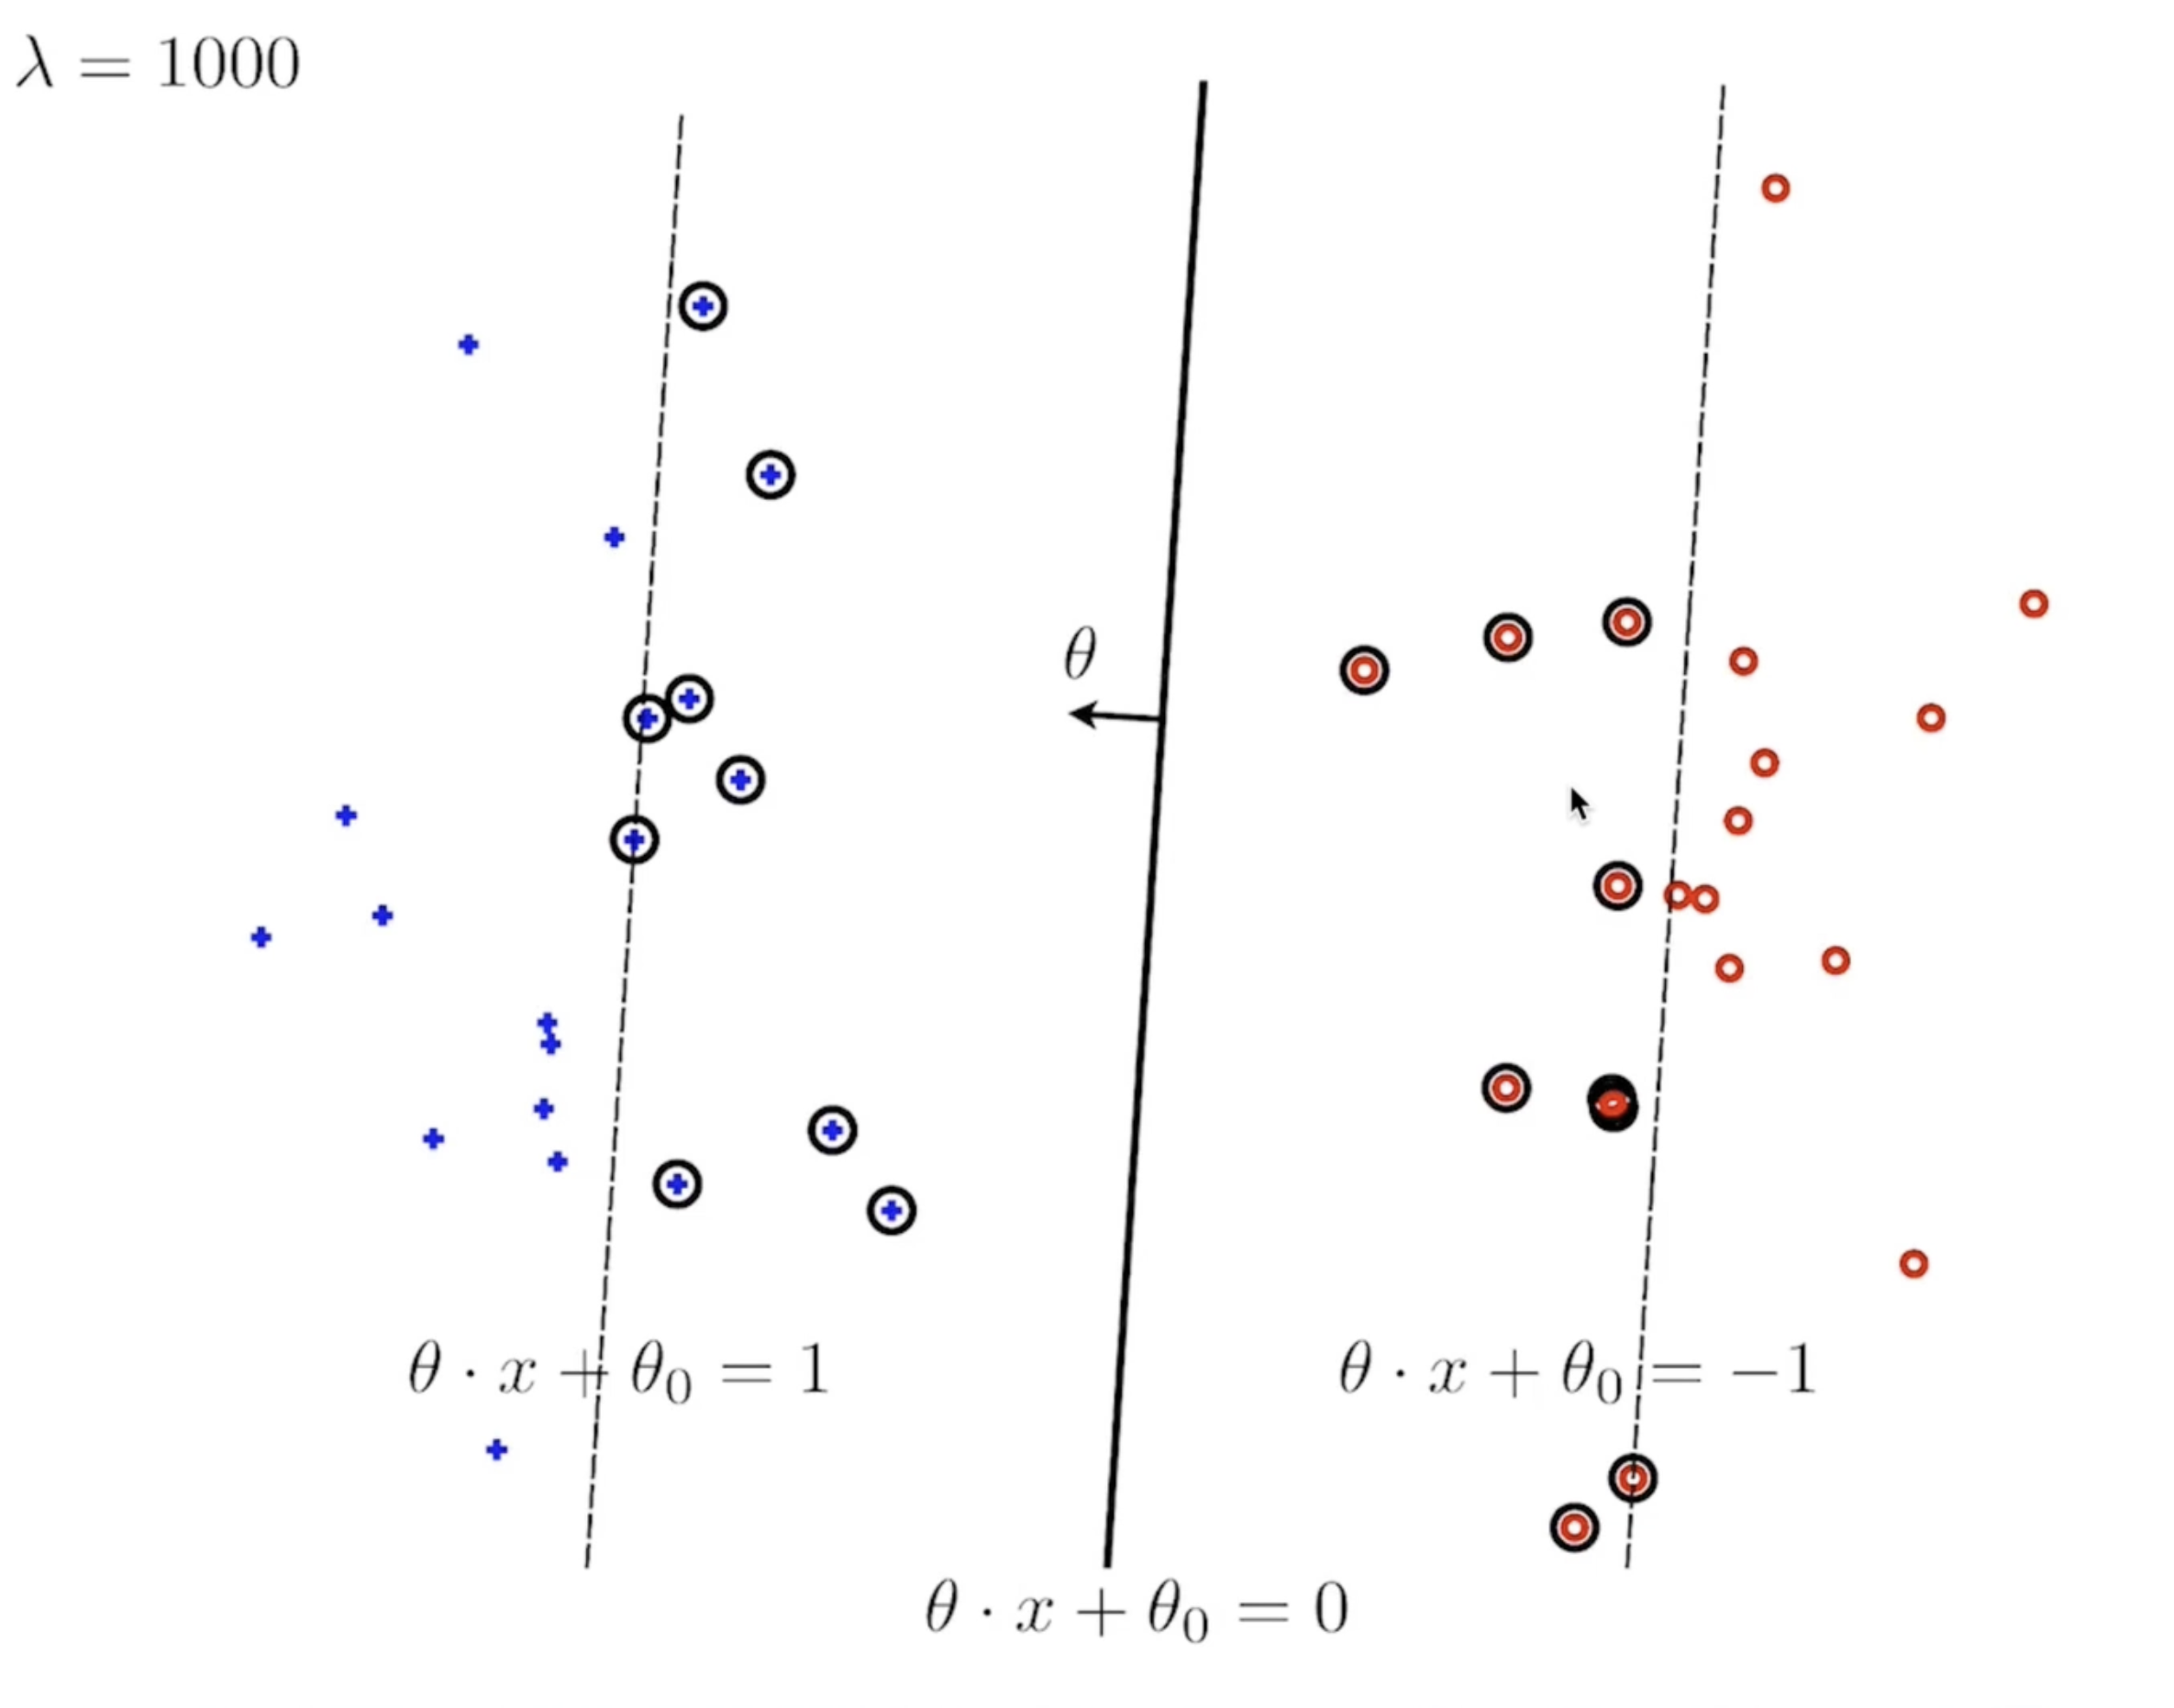 λ = 1000
θ
θ · x + θ₀ = 1
θ · x + θ₀ = −1
θ · x + θ₀ = 0